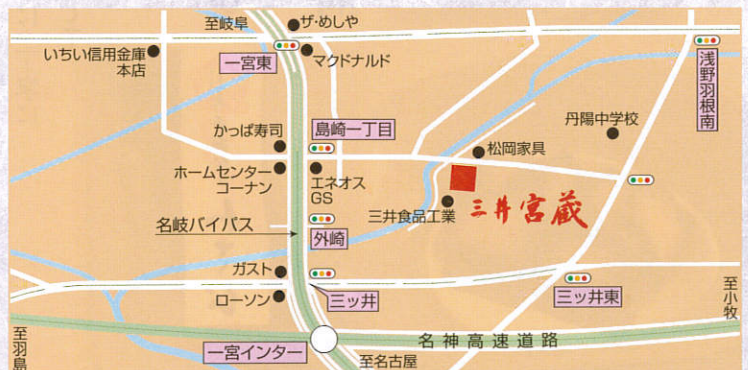 至岐阜
ザ・めしや
いちい信用金庫
本店
一宮東
マクドナルド
浅野羽根南
かっぱ寿司
島崎一丁目
丹陽中学校
松岡家具
ホームセンター
コーナン
エネオス
GS
三井食品工業
三井宮蔵
名岐バイパス
外崎
ガスト
ローソン
三ッ井
三ッ井東
至小牧
至羽島
一宮インター
名神高速道路
至名古屋